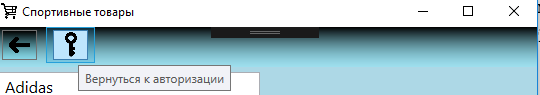 Спортивные товары
Вернуться к авторизации
Adidas